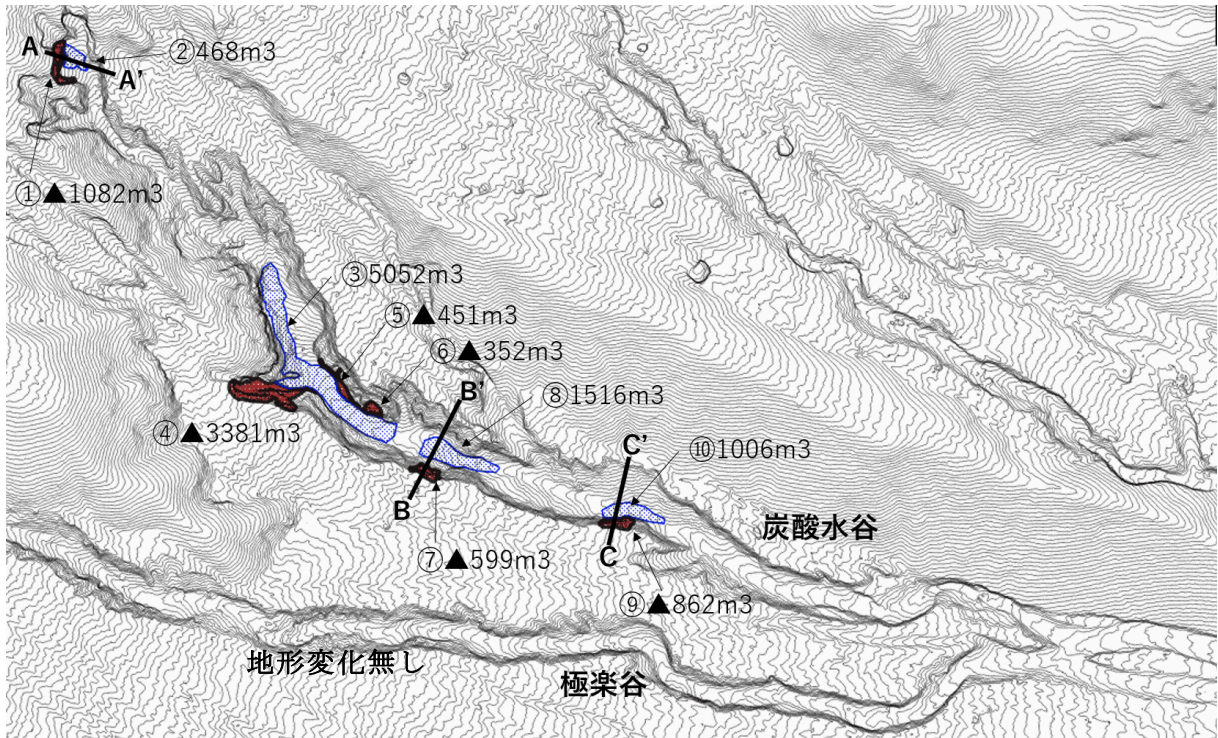 A
②468m3
A'
①▲1082m3
③5052m3
⑤▲451m3
⑥▲352m3
B'
⑧1516m3
④▲3381m3
C'
⑩1006m3
B
炭酸水谷
⑦▲599m3
C
⑨▲862m3
地形変化無し
極楽谷